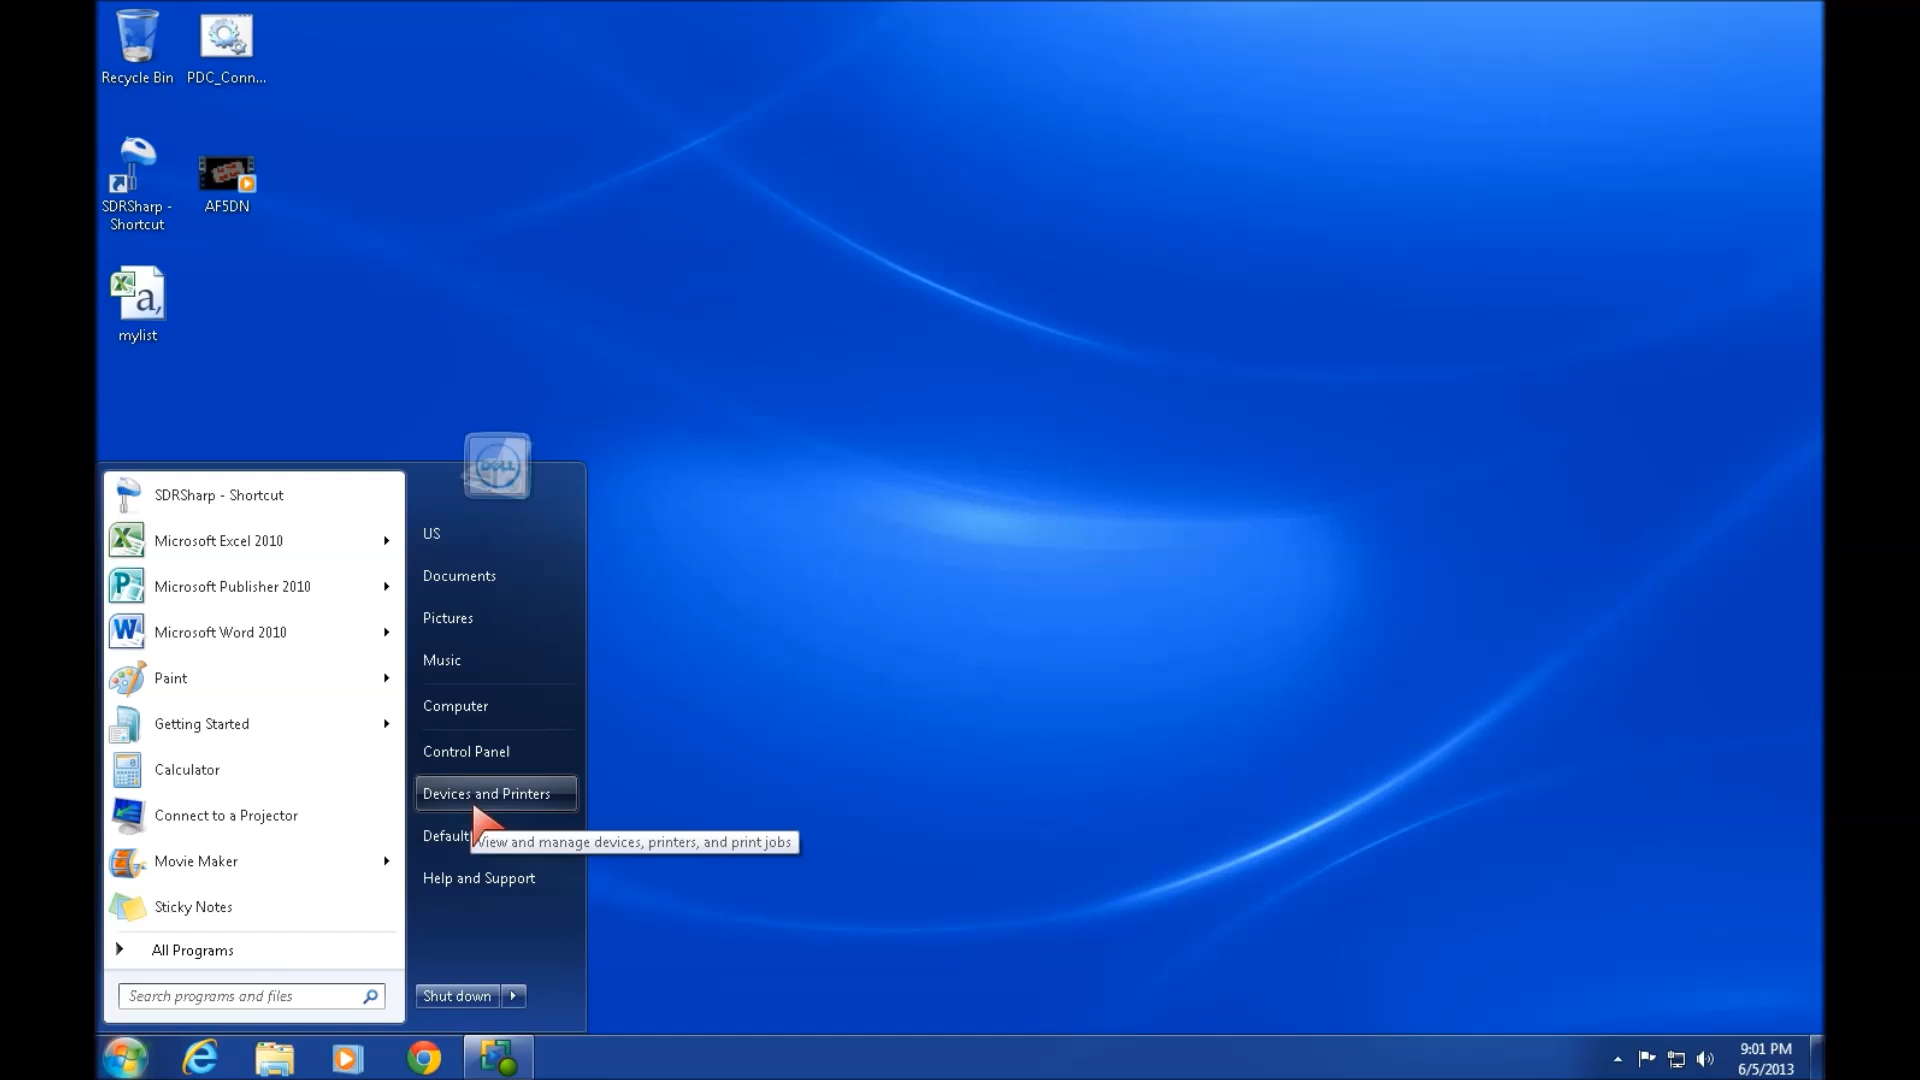 Recycle Bin
PDC_Conn...
SDRSharp -
Shortcut
AF5DN
mylist
DELL
SDRSharp - Shortcut
Microsoft Excel 2010
Microsoft Publisher 2010
Microsoft Word 2010
Paint
Getting Started
Calculator
Connect to a Projector
Movie Maker
Sticky Notes
All Programs
Search programs and files
US
Documents
Pictures
Music
Computer
Control Panel
Devices and Printers
Default
View and manage devices, printers, and print jobs
Help and Support
Shut down
9:01 PM
6/5/2013